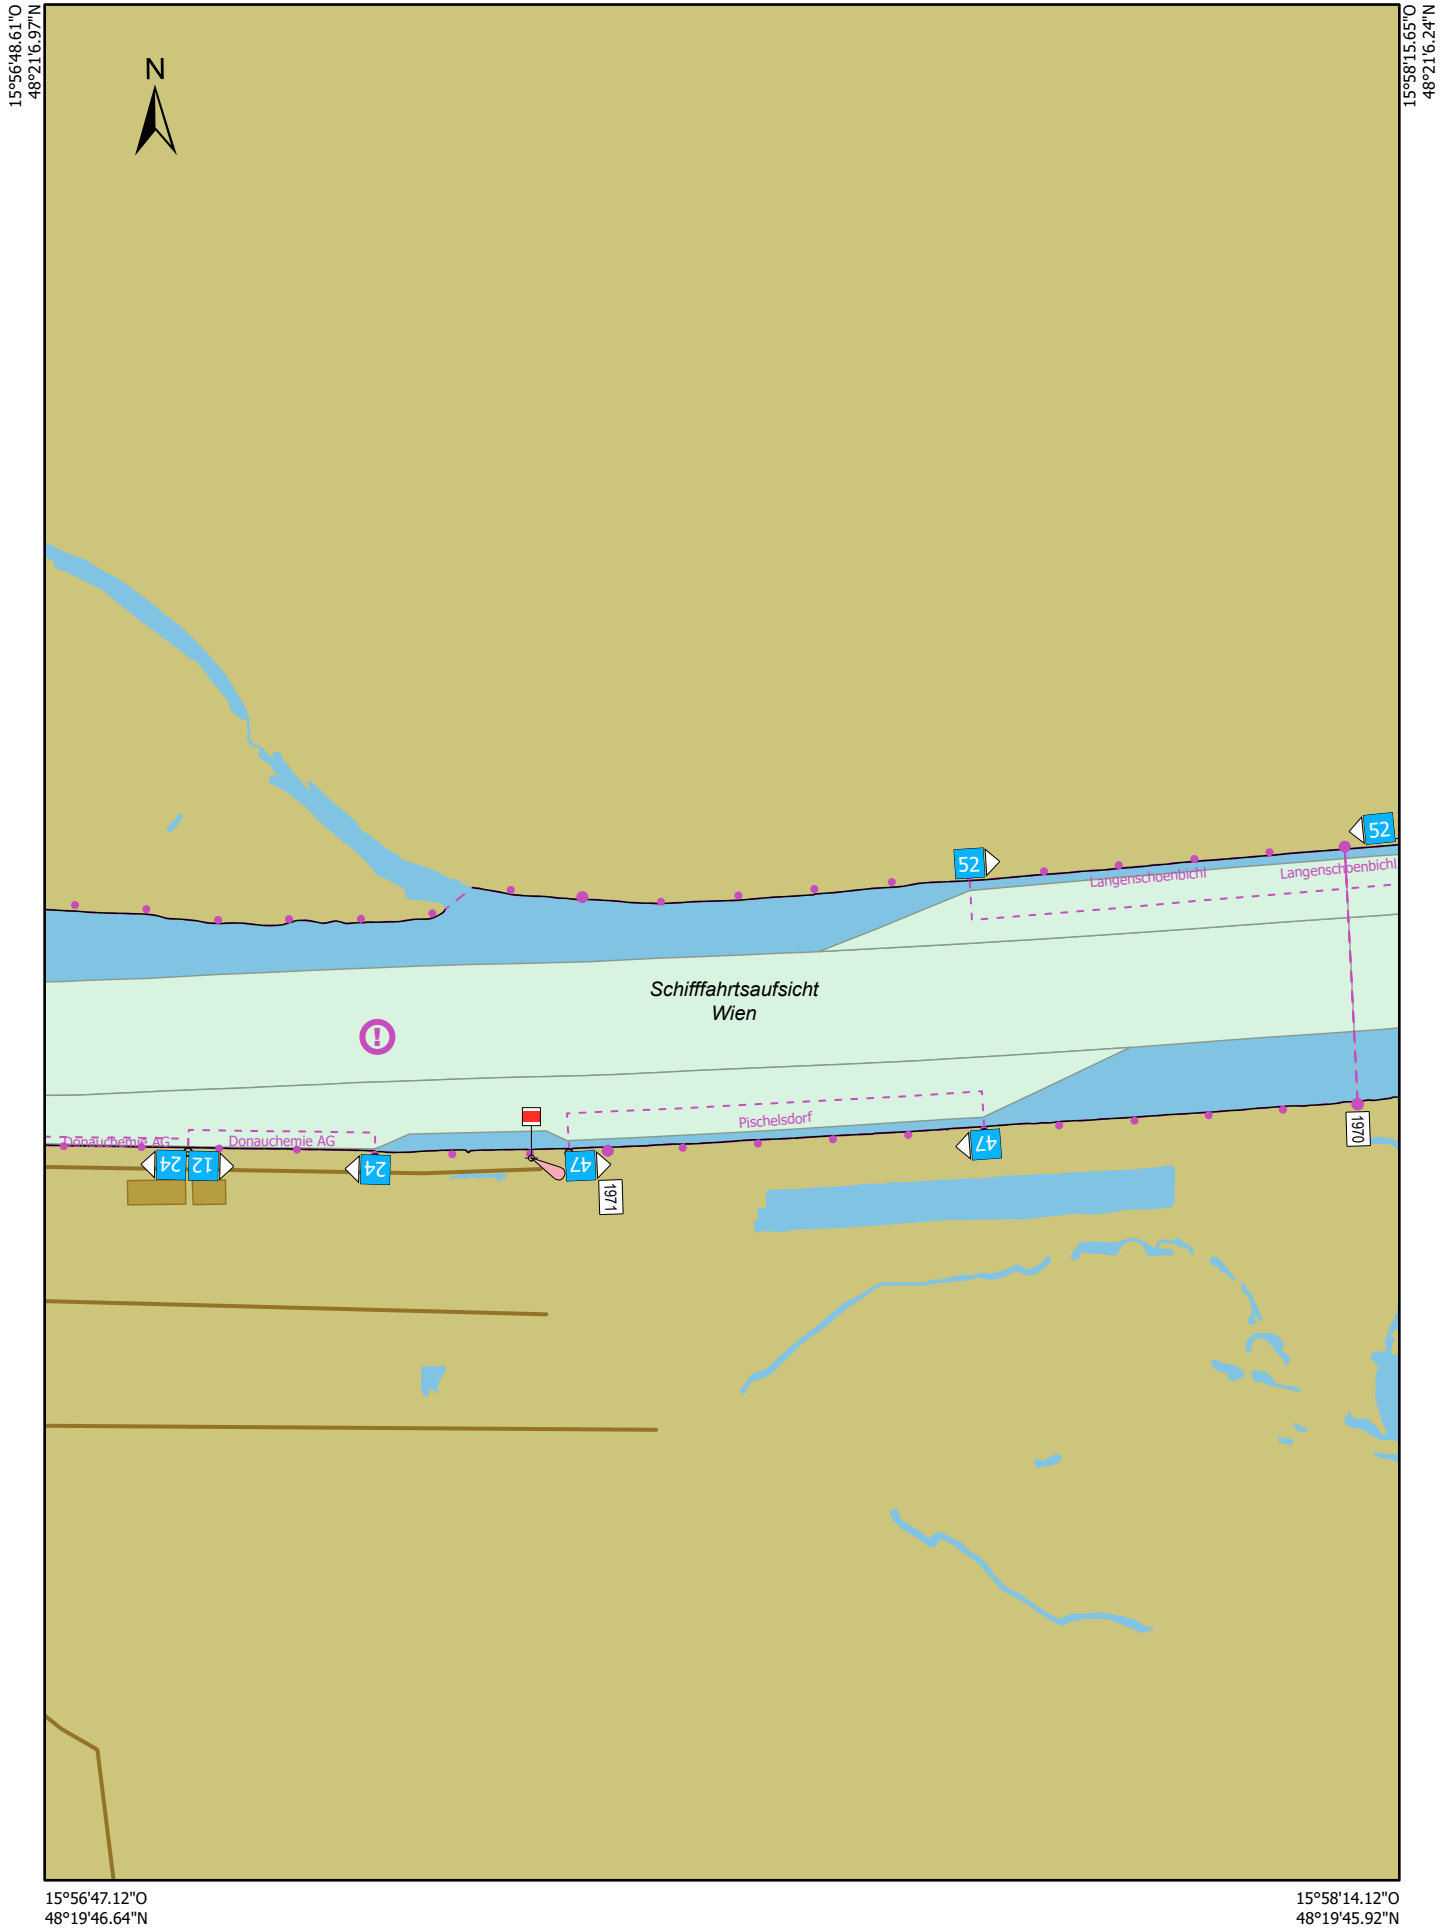 15°56'48.61"O
48°21'6.97"N
15°58'15.65"O
48°21'6.24"N
N
52
52
Langenschoenbichl
Langenschoenbichl
Schifffahrtsaufsicht
Wien
!
Pischelsdorf
Donauchemie AG
Donauchemie AG
24
12
24
47
47
1971
1970
15°56'47.12"O
48°19'46.64"N
15°58'14.12"O
48°19'45.92"N